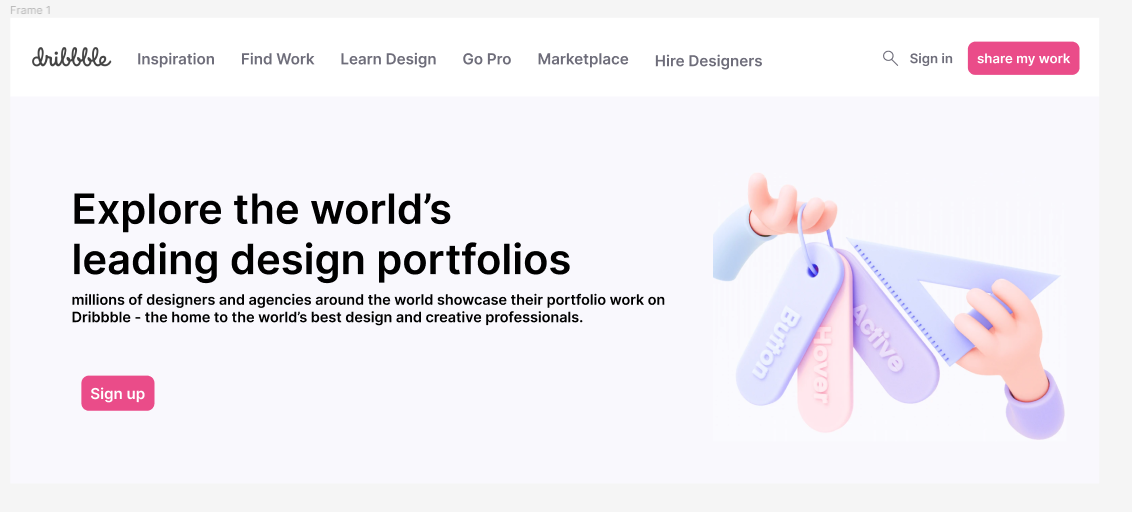 Frame 1
dribbble
Inspiration
Find Work
Learn Design
Go Pro
Marketplace
Hire Designers
Sign in
share my work
Explore the world’s
leading design portfolios
millions of designers and agencies around the world showcase their portfolio work on
Dribbble - the home to the world’s best design and creative professionals.
Sign up
Button
Hover
Active